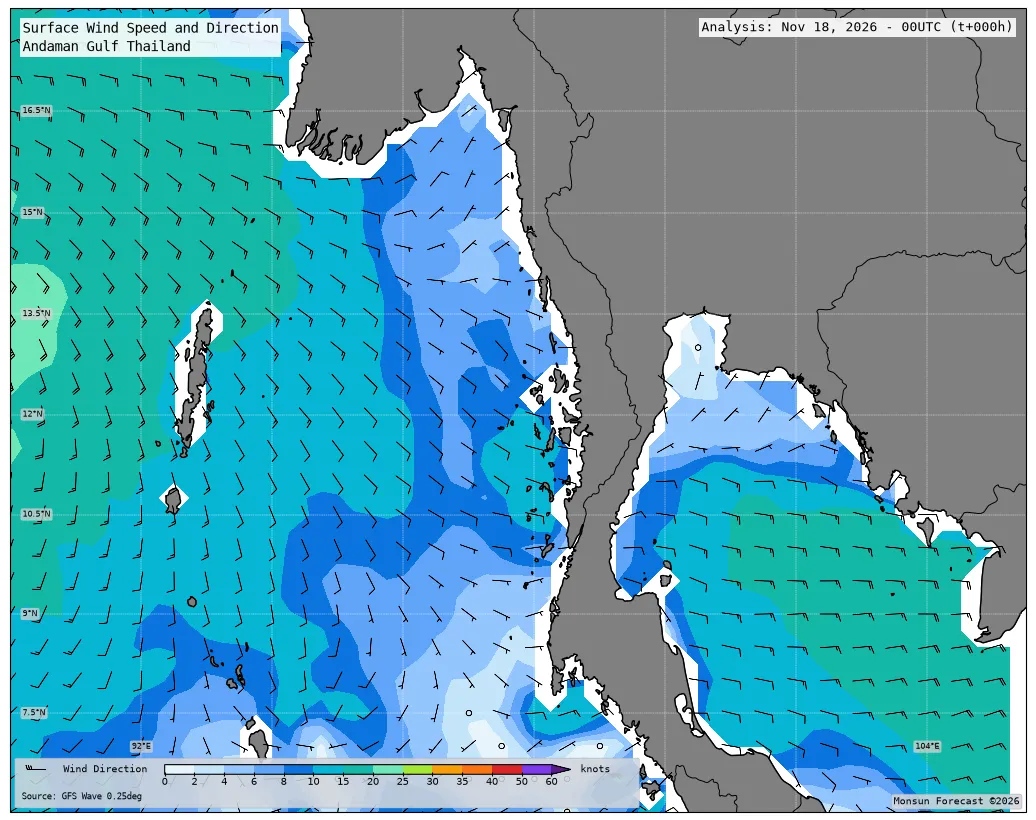 Surface Wind Speed and Direction
Andaman Gulf Thailand
Analysis: Nov 18, 2026 - 00UTC (t+000h)
16.5°N
15°N
13.5°N
12°N
10.5°N
9°N
7.5°N
92°E
104°E
Wind Direction
knots
0 2 4 6 8 10 15 20 25 30 35 40 50 60
Source: GFS Wave 0.25deg
Monsun Forecast ©2026